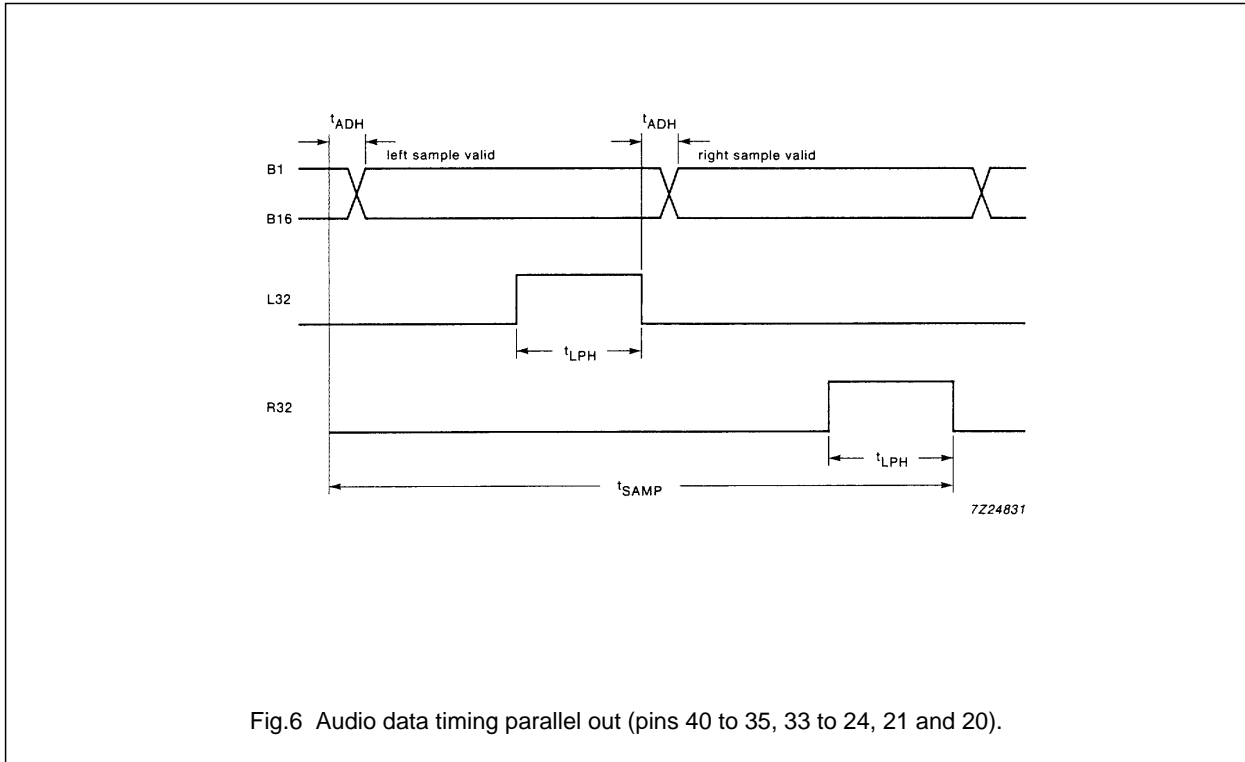 tADH tADH
left sample valid right sample valid
B1
B16
L32
tLPH
R32
tLPH
tSAMP
7Z24831
Fig.6 Audio data timing parallel out (pins 40 to 35, 33 to 24, 21 and 20).